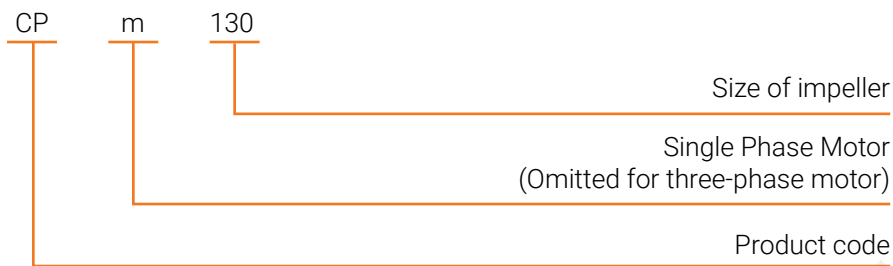 CP m 130
Size of impeller
Single Phase Motor
(Omitted for three-phase motor)
Product code